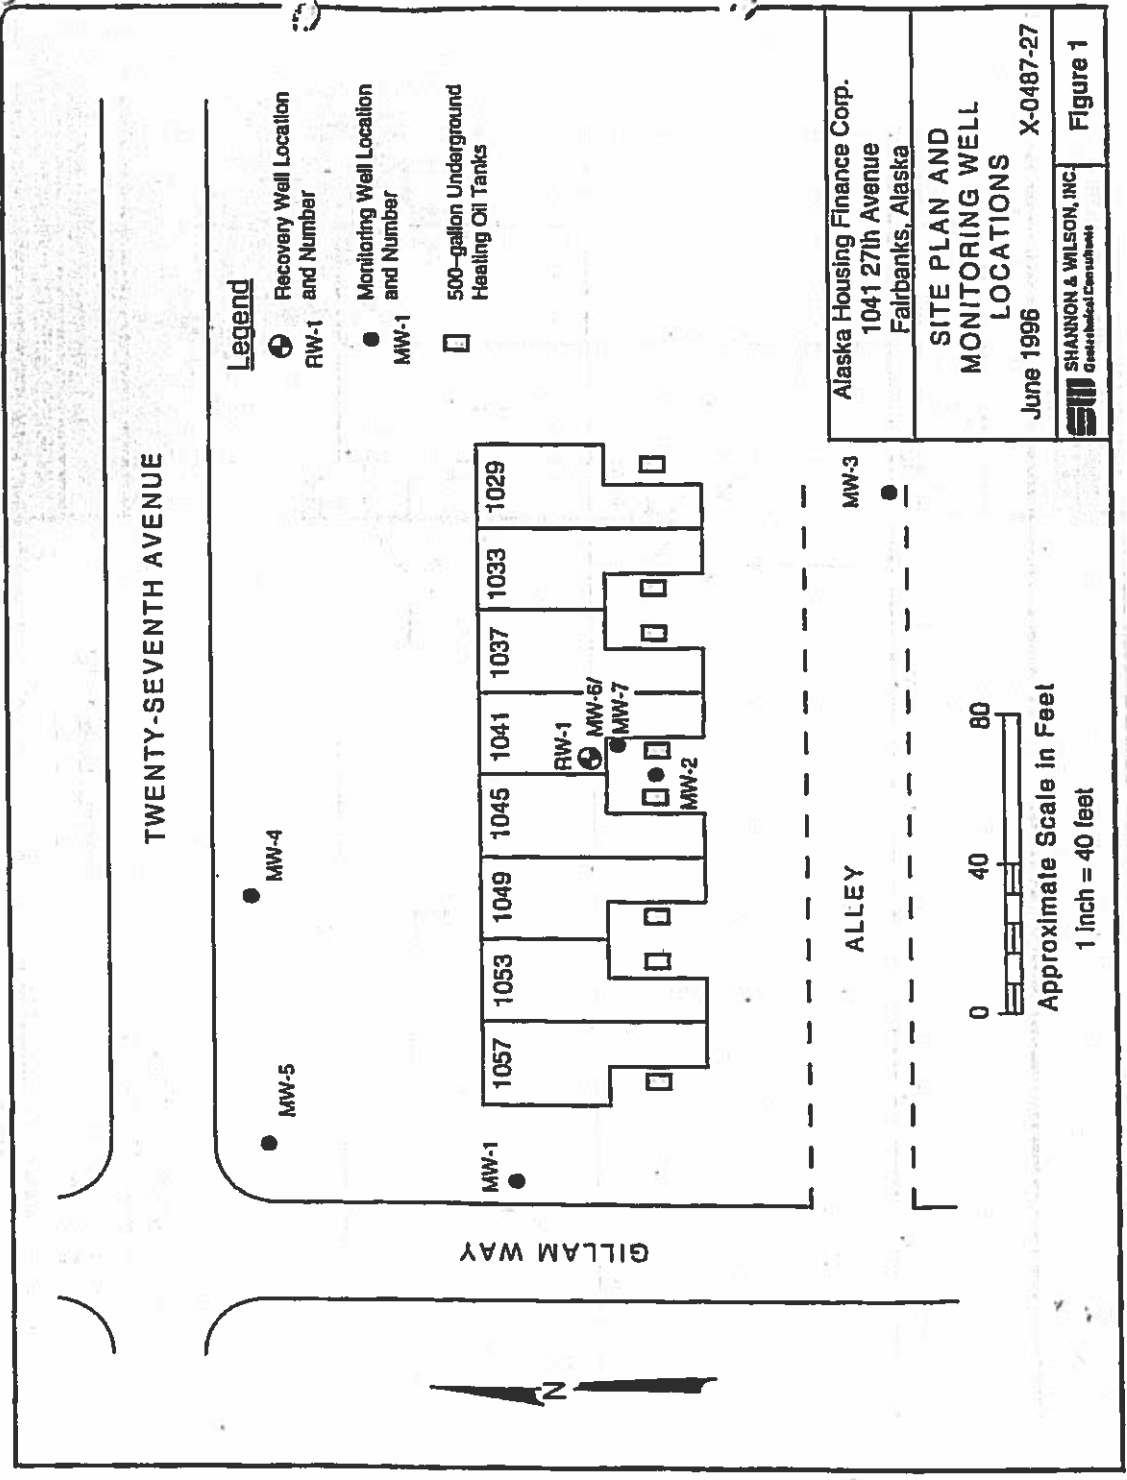 TWENTY-SEVENTH AVENUE
Legend
RW-1
Recovery Well Location
and Number
MW-1
Monitoring Well Location
and Number
500-gallon Underground
Heating Oil Tanks
MW-5
MW-4
GILLAM WAY
MW-1
1057
1053
1049
1045
1041
1037
1033
1029
RW-1
MW-6/
MW-7
MW-2
N
ALLEY
MW-3
0
40
80
Approximate Scale in Feet
1 inch = 40 feet
Alaska Housing Finance Corp.
1041 27th Avenue
Fairbanks, Alaska
SITE PLAN AND
MONITORING WELL
LOCATIONS
June 1996
X-0487-27
SHANNON & WILSON, INC.
Geotechnical Consultants
Figure 1